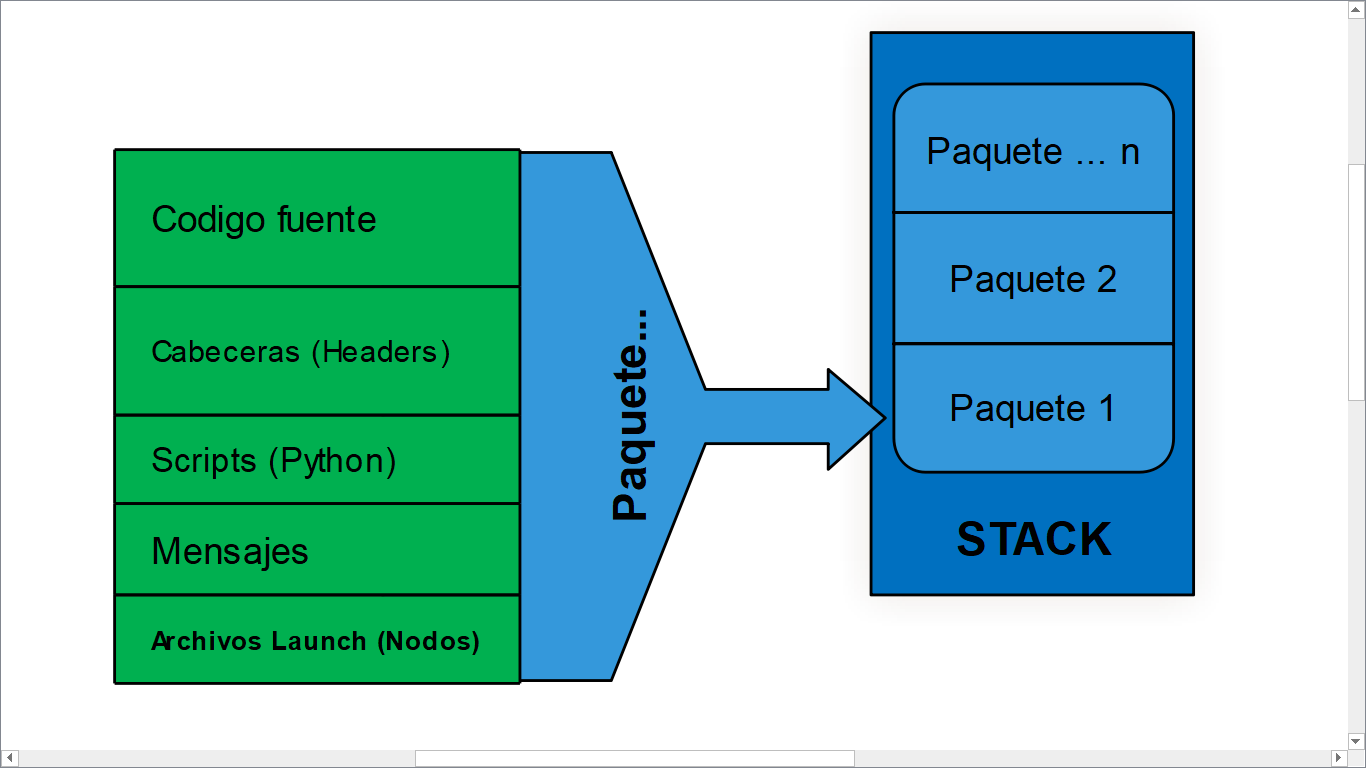 Codigo fuente
Cabeceras (Headers)
Scripts (Python)
Mensajes
Archivos Launch (Nodos)
Paquete...
Paquete ... n
Paquete 2
Paquete 1
STACK